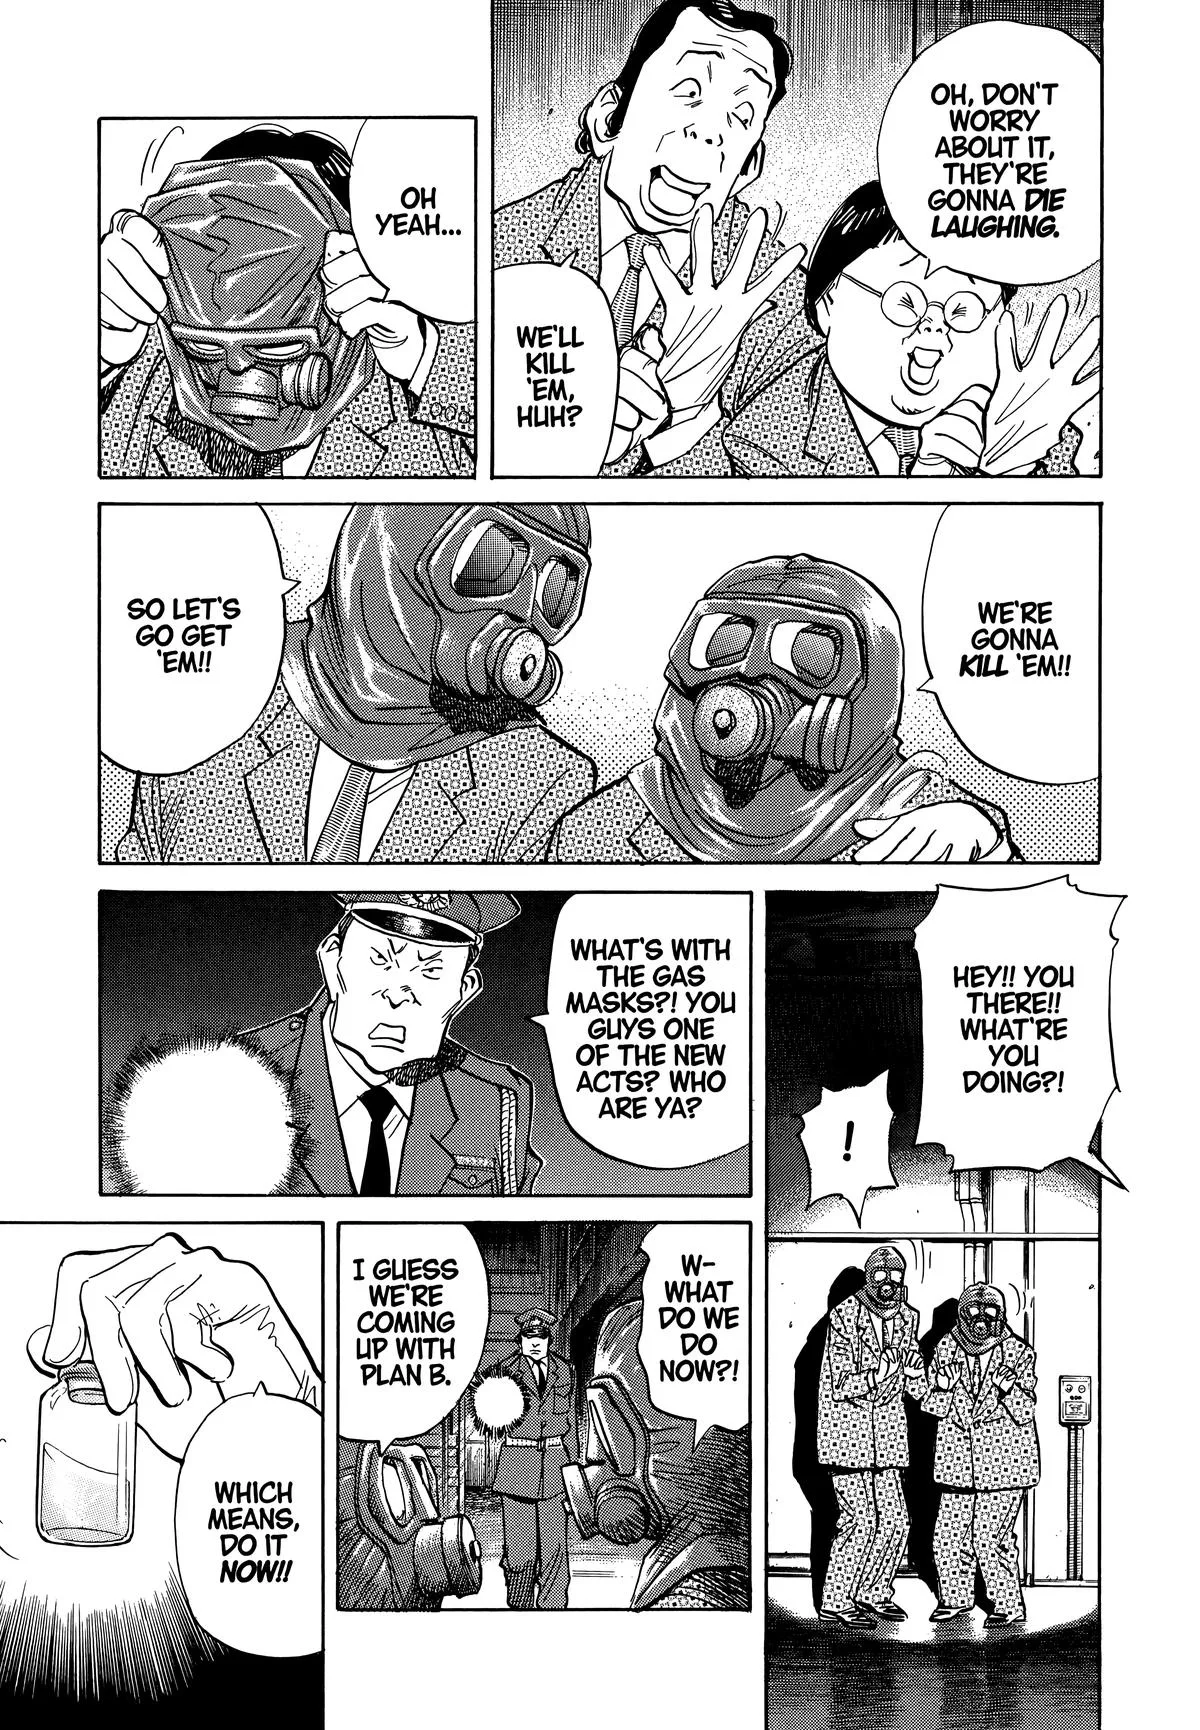 OH, DON'T
WORRY
ABOUT IT,
THEY'RE
GONNA DIE
LAUGHING.
WE'LL
KILL
'EM,
HUH?
OH
YEAH...
WE'RE
GONNA
KILL 'EM!!
SO LET'S
GO GET
'EM!!
HEY!! YOU
THERE!!
WHAT'RE
YOU
DOING?!
!
WHAT'S WITH
THE GAS
MASKS?! YOU
GUYS ONE
OF THE NEW
ACTS? WHO
ARE YA?
W-
WHAT
DO WE
DO
NOW?!
I GUESS
WE'RE
COMING
UP WITH
PLAN B.
WHICH
MEANS,
DO IT
NOW!!